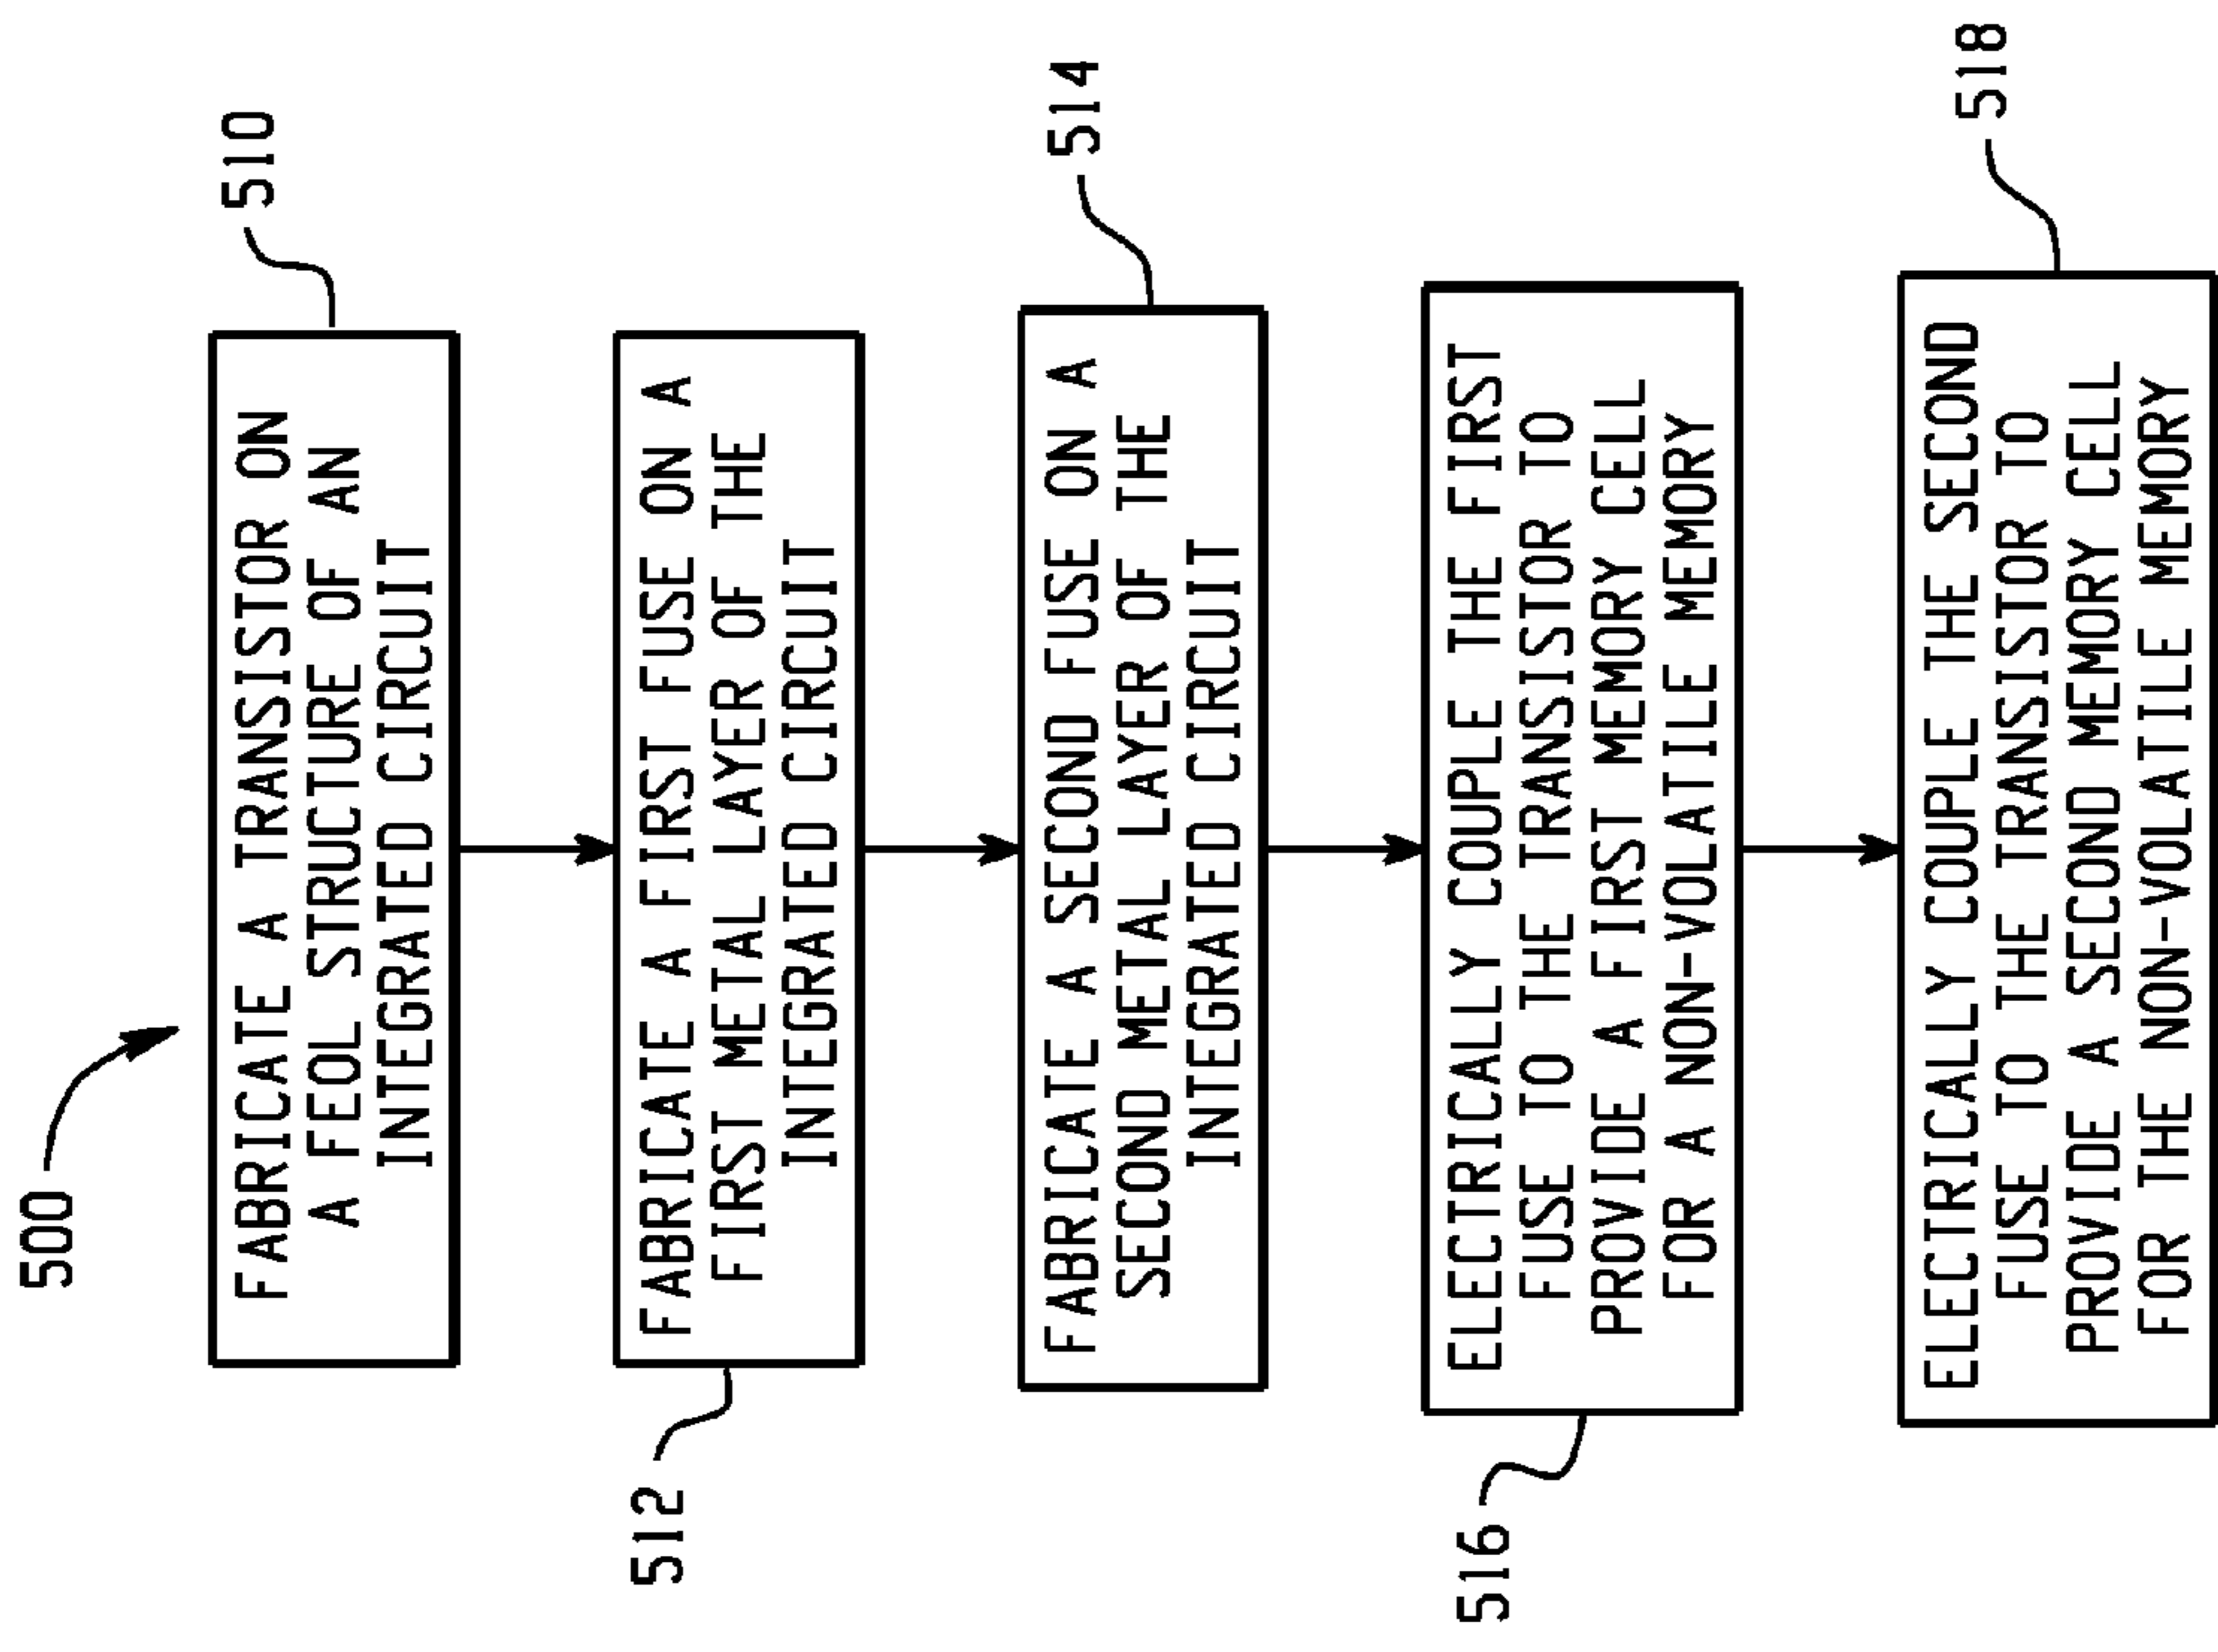 500
510
FABRICATE A TRANSISTOR ON
A FEOL STRUCTURE OF AN
INTEGRATED CIRCUIT
512
FABRICATE A FIRST FUSE ON A
FIRST METAL LAYER OF THE
INTEGRATED CIRCUIT
514
FABRICATE A SECOND FUSE ON A
SECOND METAL LAYER OF THE
INTEGRATED CIRCUIT
516
ELECTRICALLY COUPLE THE FIRST
FUSE TO THE TRANSISTOR TO
PROVIDE A FIRST MEMORY CELL
FOR A NON-VOLATILE MEMORY
518
ELECTRICALLY COUPLE THE SECOND
FUSE TO THE TRANSISTOR TO
PROVIDE A SECOND MEMORY CELL
FOR THE NON-VOLATILE MEMORY